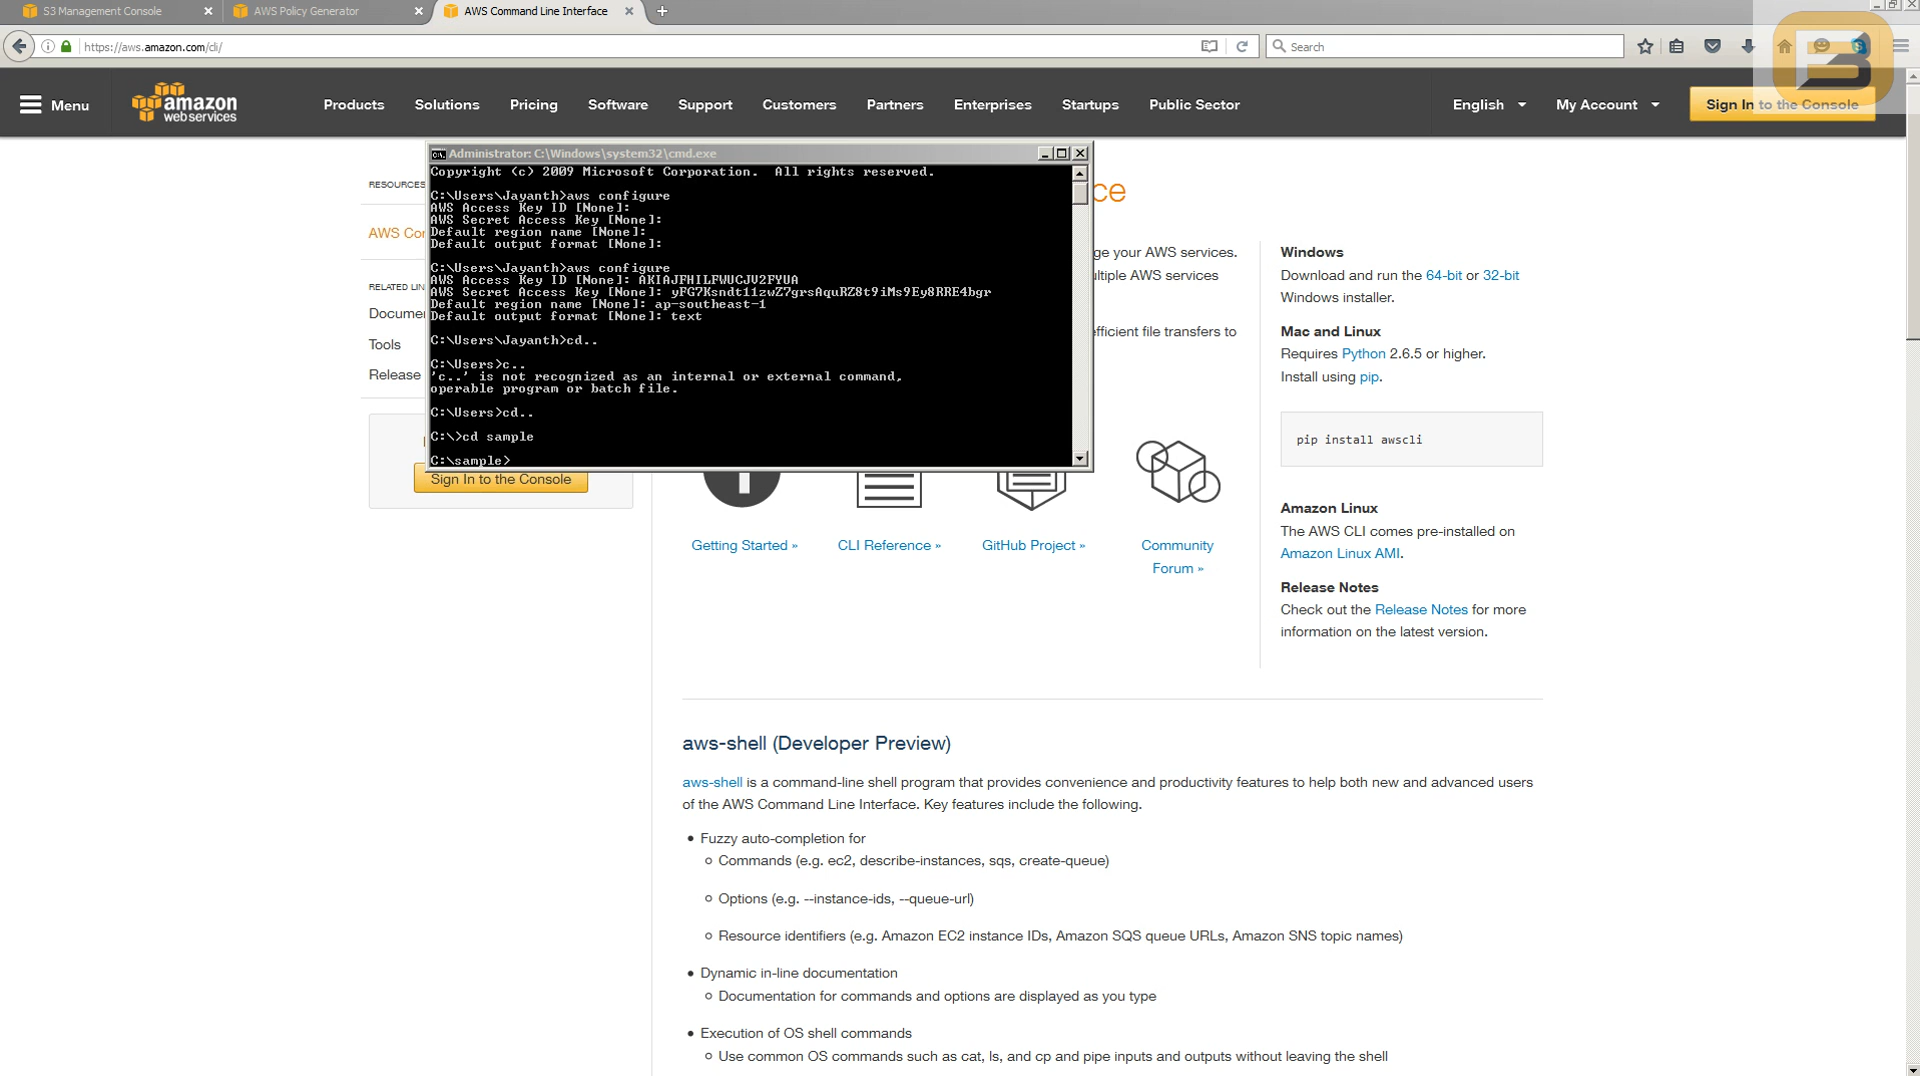 S3 Management Console
AWS Policy Generator
AWS Command Line Interface
https://aws.amazon.com/cli/
Search
Menu
amazon
web services
Products
Solutions
Pricing
Software
Support
Customers
Partners
Enterprises
Startups
Public Sector
English
My Account
Sign In to the Console
B
Administrator: C:\Windows\system32\cmd.exe
Copyright (c) 2009 Microsoft Corporation.  All rights reserved.
C:\Users\Jayanth>aws configure
AWS Access Key ID [None]:
AWS Secret Access Key [None]:
Default region name [None]:
Default output format [None]:
C:\Users\Jayanth>aws configure
AWS Access Key ID [None]: AKIAJFHILFWUCJV2FYUA
AWS Secret Access Key [None]: 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
Default region name [None]: ap-southeast-1
Default output format [None]: text
C:\Users\Jayanth>cd..
C:\Users>c..
'c..' is not recognized as an internal or external command,
operable program or batch file.
C:\Users>cd..
C:\>cd sample
C:\sample>
RESOURCES
AWS Co
RELATED LIN
Docume
Tools
Release
Sign In to the Console
ce
ge your AWS services.
ultiple AWS services
efficient file transfers to
Getting Started »
CLI Reference »
GitHub Project »
Community
Forum »
Windows
Download and run the 64-bit or 32-bit
Windows installer.
Mac and Linux
Requires Python 2.6.5 or higher.
Install using pip.
pip install awscli
Amazon Linux
The AWS CLI comes pre-installed on
Amazon Linux AMI.
Release Notes
Check out the Release Notes for more
information on the latest version.
aws-shell (Developer Preview)
aws-shell is a command-line shell program that provides convenience and productivity features to help both new and advanced users
of the AWS Command Line Interface. Key features include the following.
Fuzzy auto-completion for
Commands (e.g. ec2, describe-instances, sqs, create-queue)
Options (e.g. --instance-ids, --queue-url)
Resource identifiers (e.g. Amazon EC2 instance IDs, Amazon SQS queue URLs, Amazon SNS topic names)
Dynamic in-line documentation
Documentation for commands and options are displayed as you type
Execution of OS shell commands
Use common OS commands such as cat, ls, and cp and pipe inputs and outputs without leaving the shell